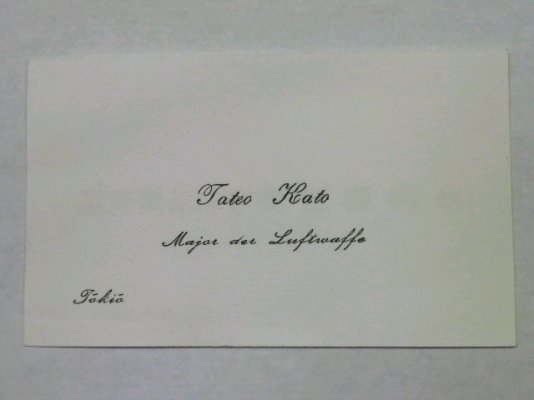 Tateo Kato
Major der Luftwaffe
Tōkiō